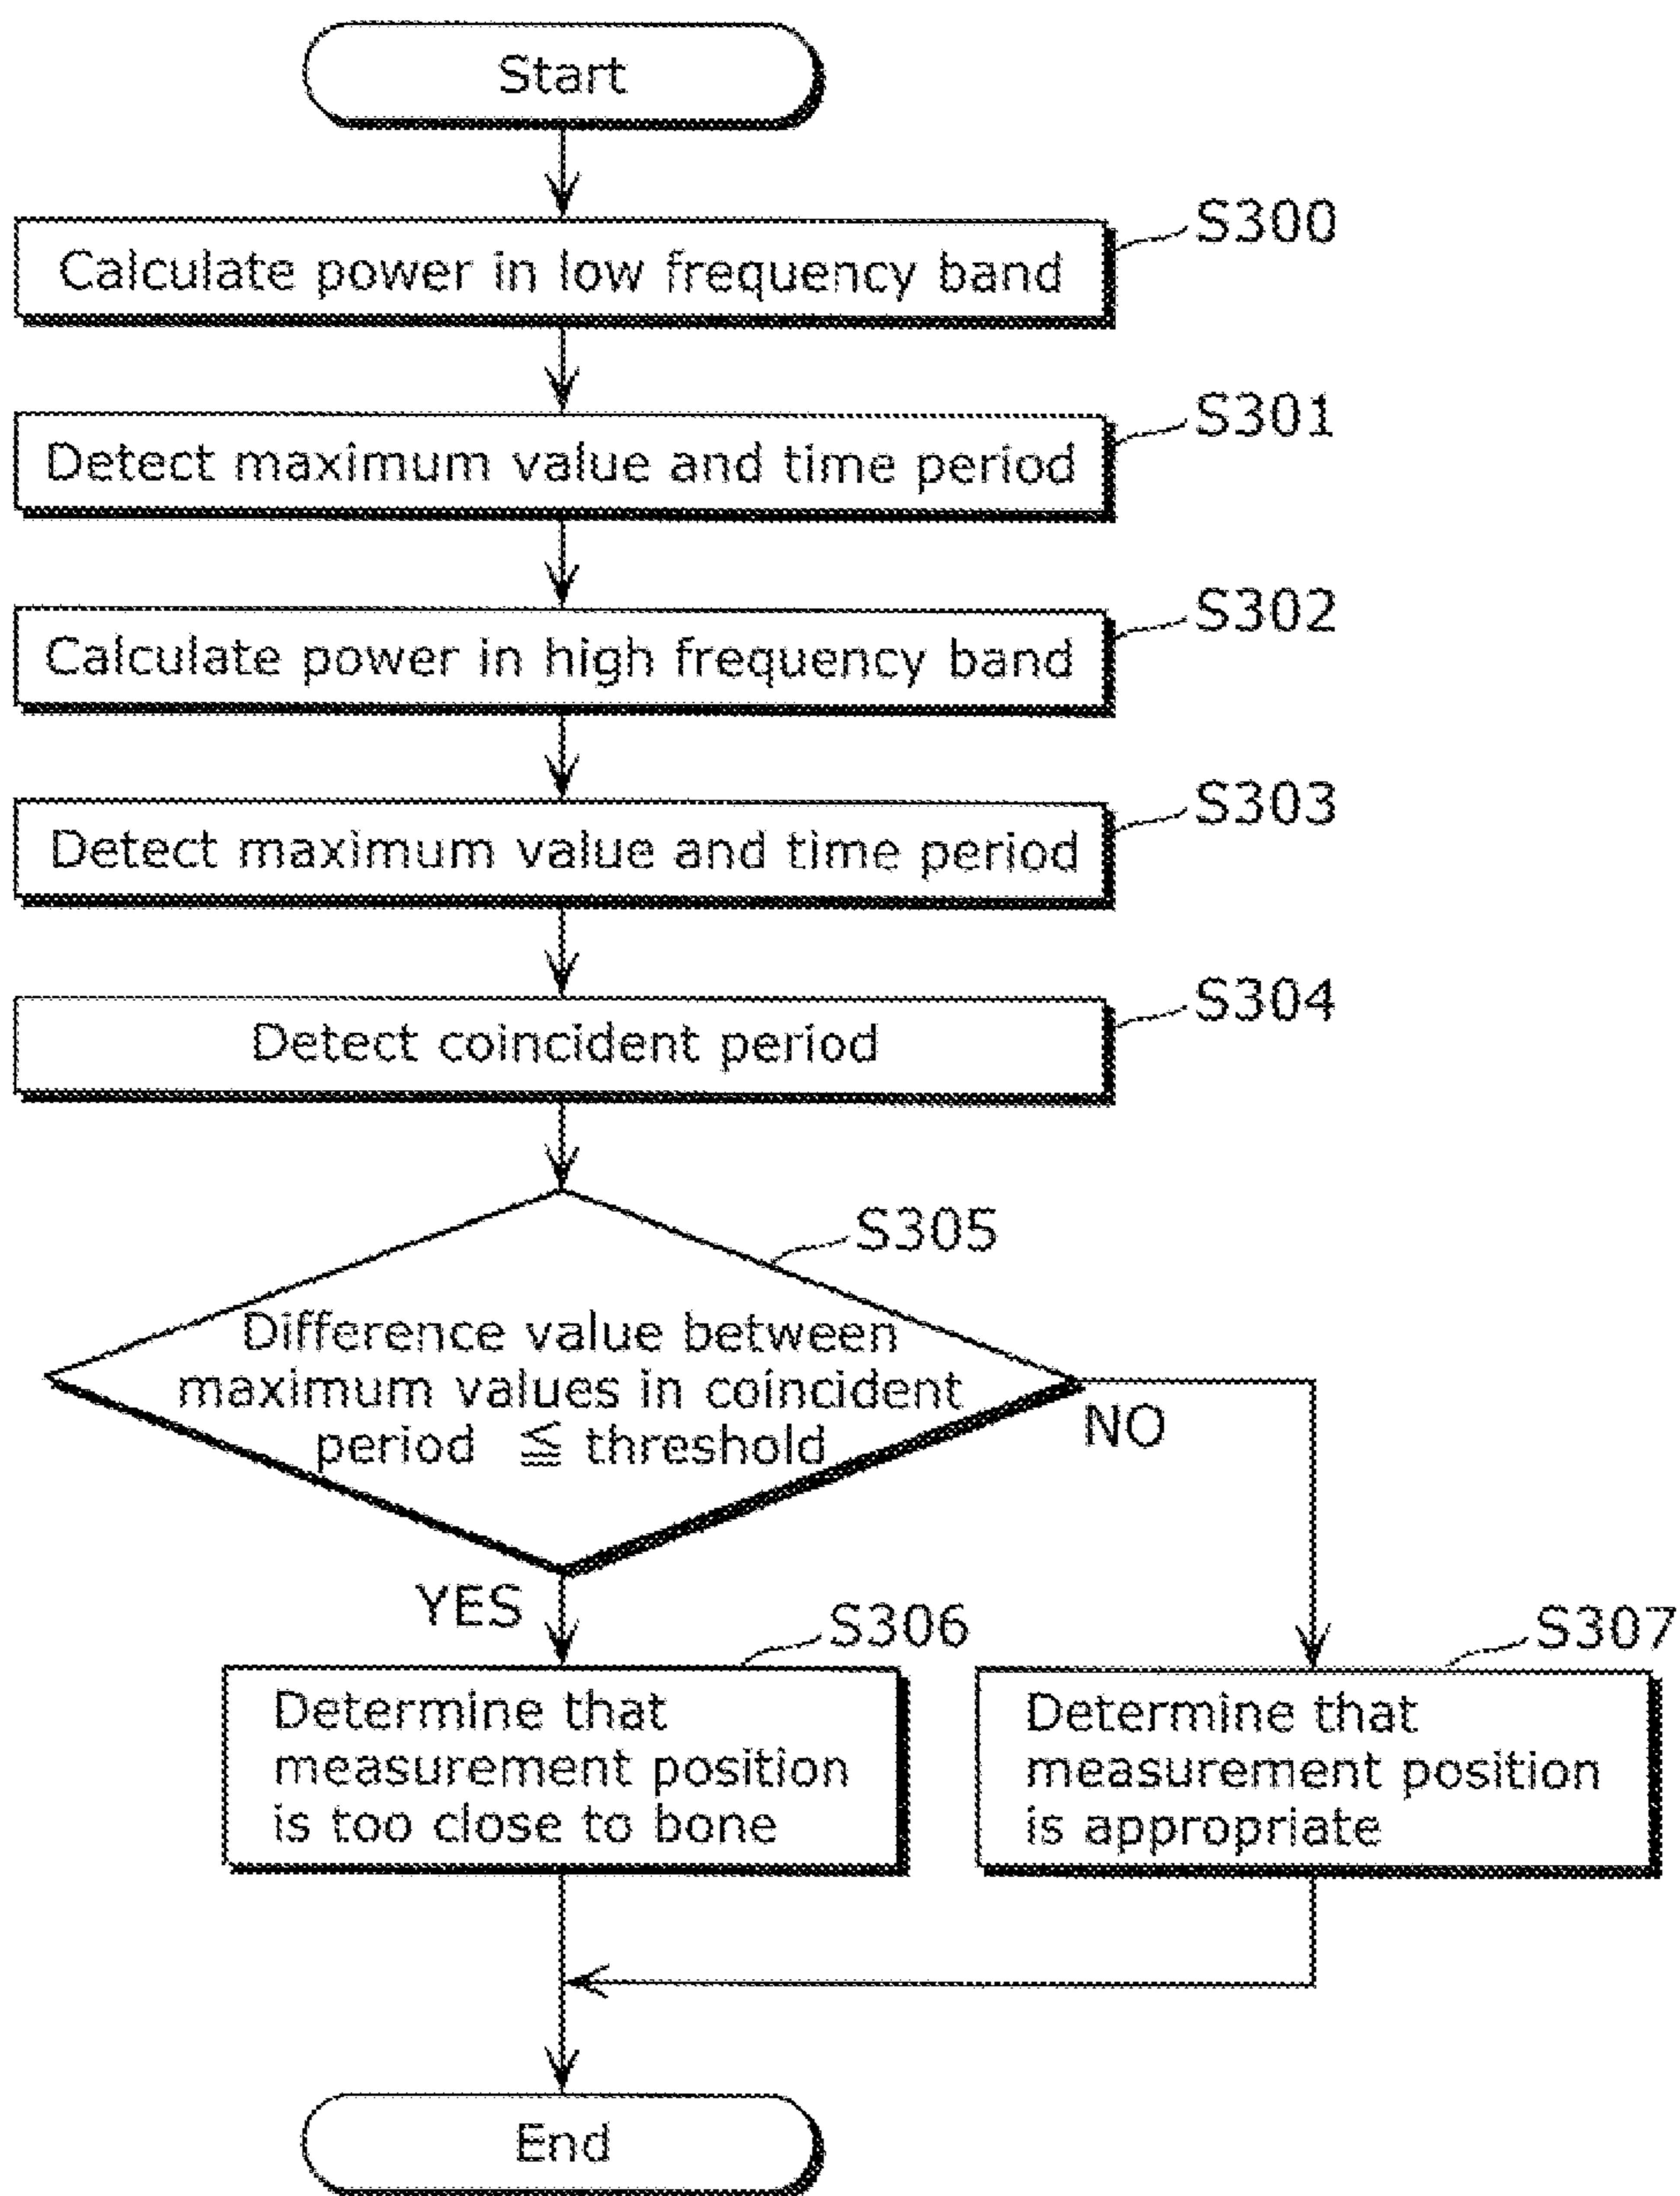 Start
S300
Calculate power in low frequency band
S301
Detect maximum value and time period
S302
Calculate power in high frequency band
S303
Detect maximum value and time period
S304
Detect coincident period
S305
Difference value between
maximum values in coincident
period ≦ threshold
NO
YES
S306
Determine that
measurement position
is too close to bone
S307
Determine that
measurement position
is appropriate
End